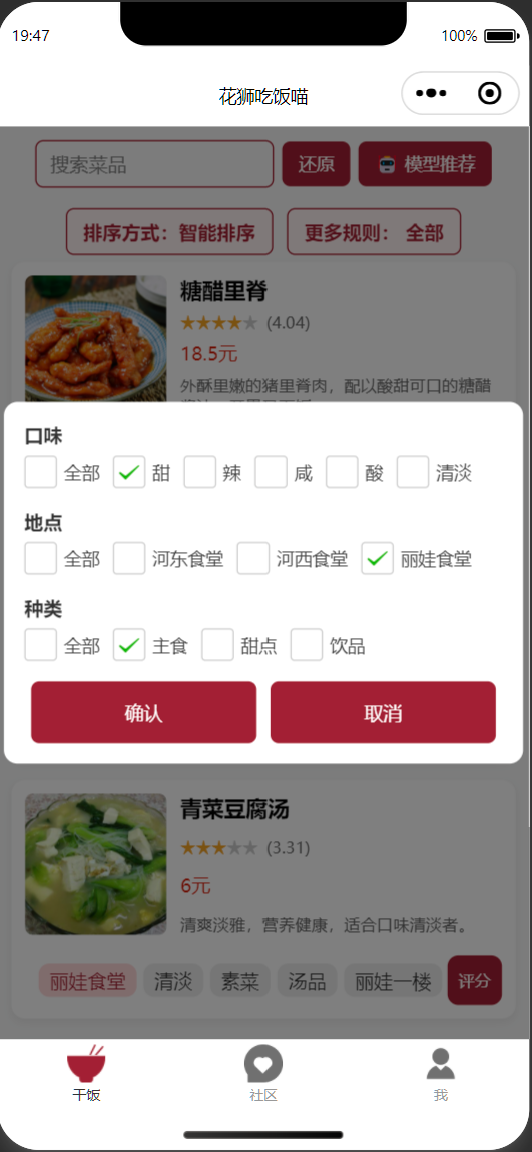 19:47 100%
花狮吃饭喵
搜索菜品 还原 模型推荐
排序方式：智能排序 更多规则： 全部
糖醋里脊
(4.04)
18.5元
外酥里嫩的猪里脊肉，配以酸甜可口的糖醋
口味
全部 甜 辣 咸 酸 清淡
地点
全部 河东食堂 河西食堂 丽娃食堂
种类
全部 主食 甜点 饮品
确认 取消
青菜豆腐汤
(3.31)
6元
清爽淡雅，营养健康，适合口味清淡者。
丽娃食堂 清淡 素菜 汤品 丽娃一楼 评分
干饭 社区 我